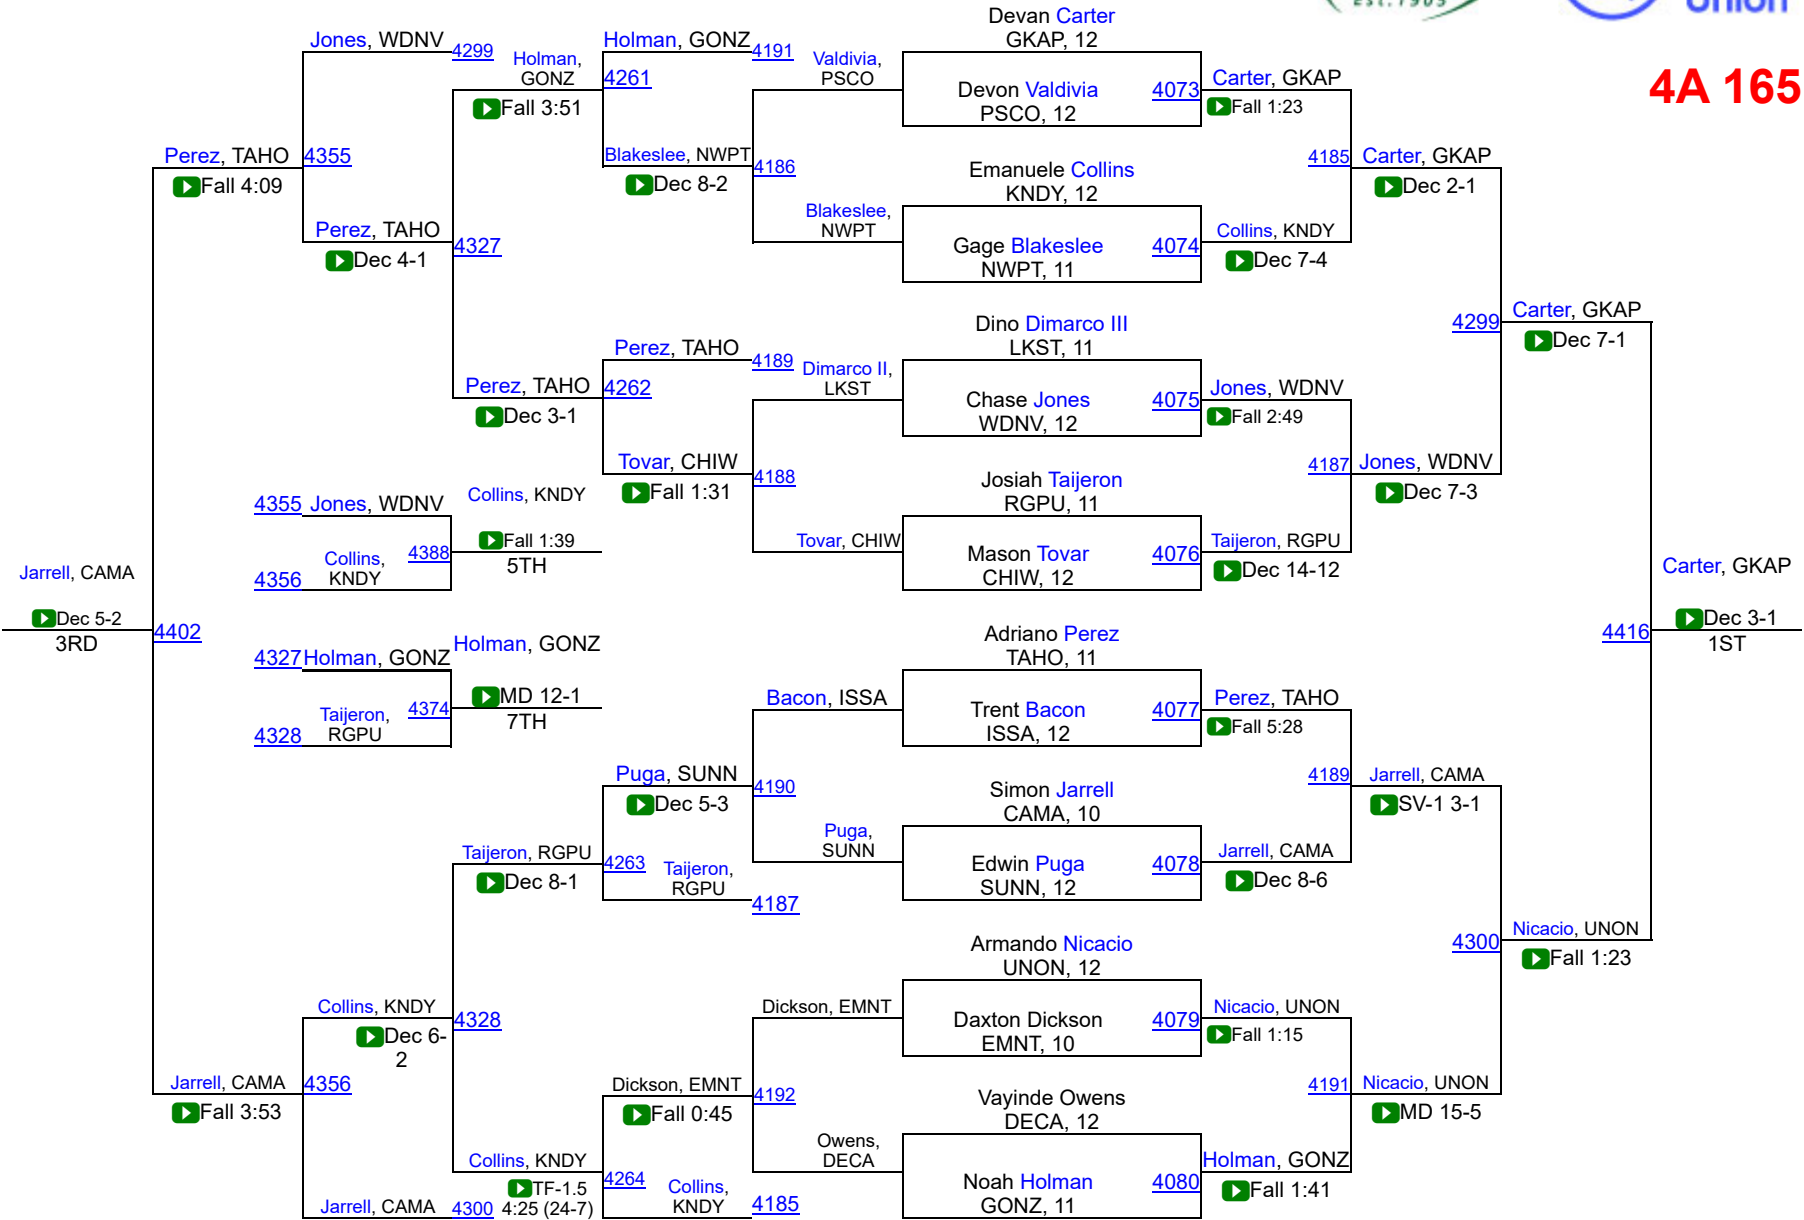 EST. 1905
Union
4A 165
Devan Carter
GKAP, 12
Devon Valdivia
PSCO, 12
4073
Emanuele Collins
KNDY, 12
Gage Blakeslee
NWPT, 11
4074
Dino Dimarco III
LKST, 11
Chase Jones
WDNV, 12
4075
Josiah Taijeron
RGPU, 11
Mason Tovar
CHIW, 12
4076
Adriano Perez
TAHO, 11
Trent Bacon
ISSA, 12
4077
Simon Jarrell
CAMA, 10
Edwin Puga
SUNN, 12
4078
Armando Nicacio
UNON, 12
Daxton Dickson
EMNT, 10
4079
Vayinde Owens
DECA, 12
Noah Holman
GONZ, 11
4080
Carter, GKAP
Fall 1:23
4185
Collins, KNDY
Dec 7-4
Jones, WDNV
Fall 2:49
4187
Taijeron, RGPU
Dec 14-12
Perez, TAHO
Fall 5:28
4189
Jarrell, CAMA
Dec 8-6
Nicacio, UNON
Fall 1:15
4191
Holman, GONZ
Fall 1:41
Carter, GKAP
Dec 2-1
4299
Jones, WDNV
Dec 7-3
Jarrell, CAMA
SV-1 3-1
4300
Nicacio, UNON
MD 15-5
Carter, GKAP
Dec 7-1
4416
Nicacio, UNON
Fall 1:23
Carter, GKAP
Dec 3-1
1ST
Valdivia,
PSCO
4186
Blakeslee,
NWPT
Dimarco II,
LKST
4188
Tovar, CHIW
Bacon, ISSA
4190
Puga,
SUNN
Dickson, EMNT
4192
Owens,
DECA
Holman, GONZ
4191
4261
Blakeslee, NWPT
Dec 8-2
Perez, TAHO
4189
4262
Tovar, CHIW
Fall 1:31
Puga, SUNN
Dec 5-3
4263
Taijeron,
RGPU
4187
Dickson, EMNT
Fall 0:45
4264
Collins,
KNDY
4185
Holman,
GONZ
Fall 3:51
4327
Perez, TAHO
Dec 3-1
Taijeron, RGPU
Dec 8-1
4328
Collins, KNDY
TF-1.5
4:25 (24-7)
Jones, WDNV
4299
4355
Perez, TAHO
Dec 4-1
Collins, KNDY
Dec 6-
2
4356
Jarrell, CAMA
4300
Perez, TAHO
Fall 4:09
4402
Jarrell, CAMA
Fall 3:53
Jarrell, CAMA
Dec 5-2
3RD
4355
Jones, WDNV
4356
Collins,
KNDY
4388
Collins, KNDY
Fall 1:39
5TH
4327
Holman, GONZ
4328
Taijeron,
RGPU
4374
Holman, GONZ
MD 12-1
7TH